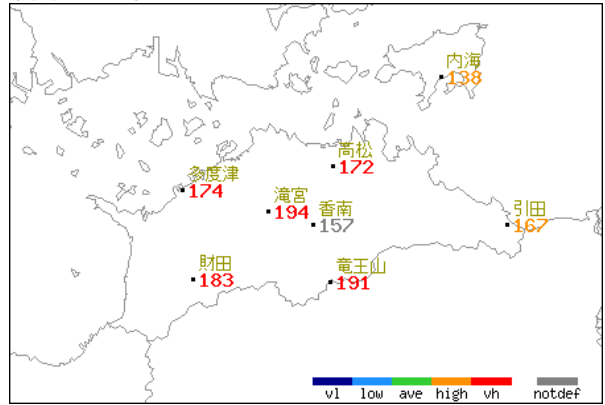 内海
138
高松
172
多度津
174
滝宮
194
香南
157
引田
167
財田
183
竜王山
191
vl low ave high vh notdef